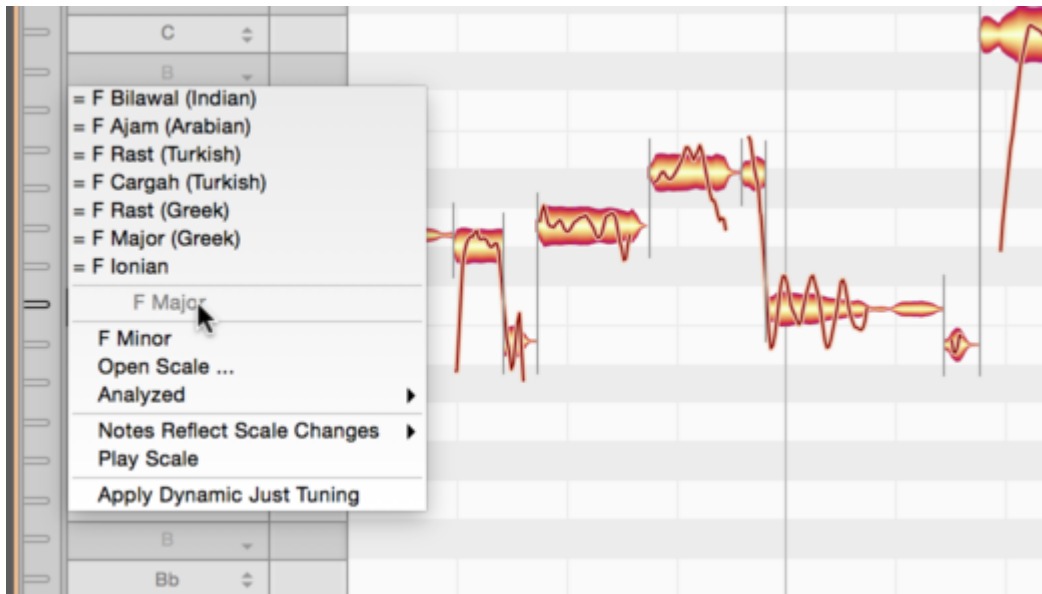 C
B
= F Bilawal (Indian)
= F Ajam (Arabian)
= F Rast (Turkish)
= F Cargah (Turkish)
= F Rast (Greek)
= F Major (Greek)
= F Ionian
F Major
F Minor
Open Scale ...
Analyzed
Notes Reflect Scale Changes
Play Scale
Apply Dynamic Just Tuning
B
Bb